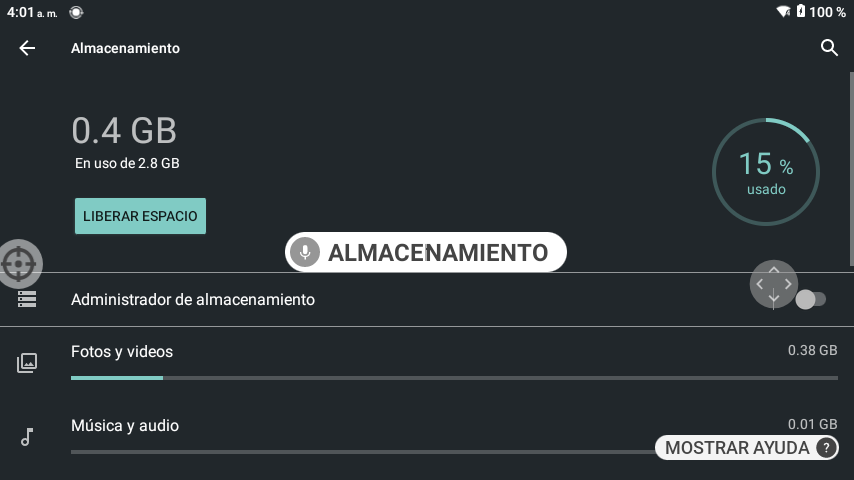 4:01 a. m.
100 %
Almacenamiento
0.4 GB
En uso de 2.8 GB
15 %
usado
LIBERAR ESPACIO
ALMACENAMIENTO
Administrador de almacenamiento
Fotos y videos
0.38 GB
Música y audio
0.01 GB
MOSTRAR AYUDA ?